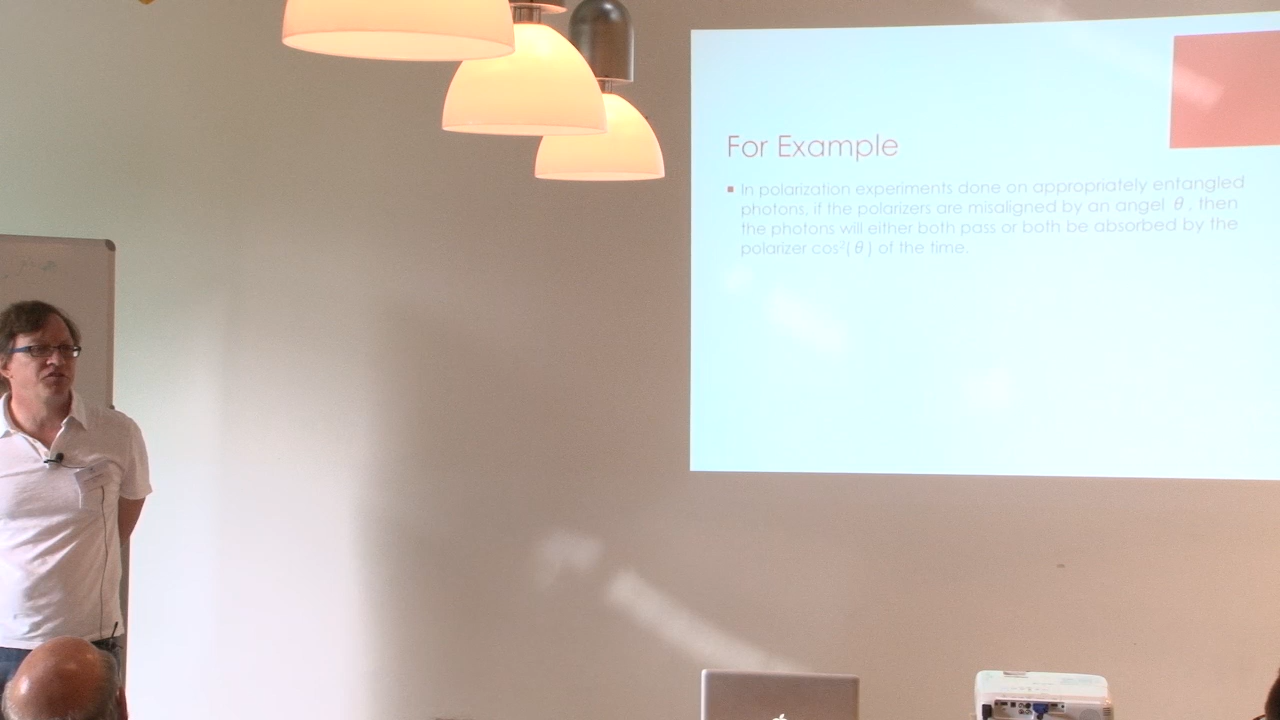 For Example
In polarization experiments done on appropriately entangled
photons, if the polarizers are misaligned by an angel θ , then
the photons will either both pass or both be absorbed by the
polarizer cos²( θ ) of the time.